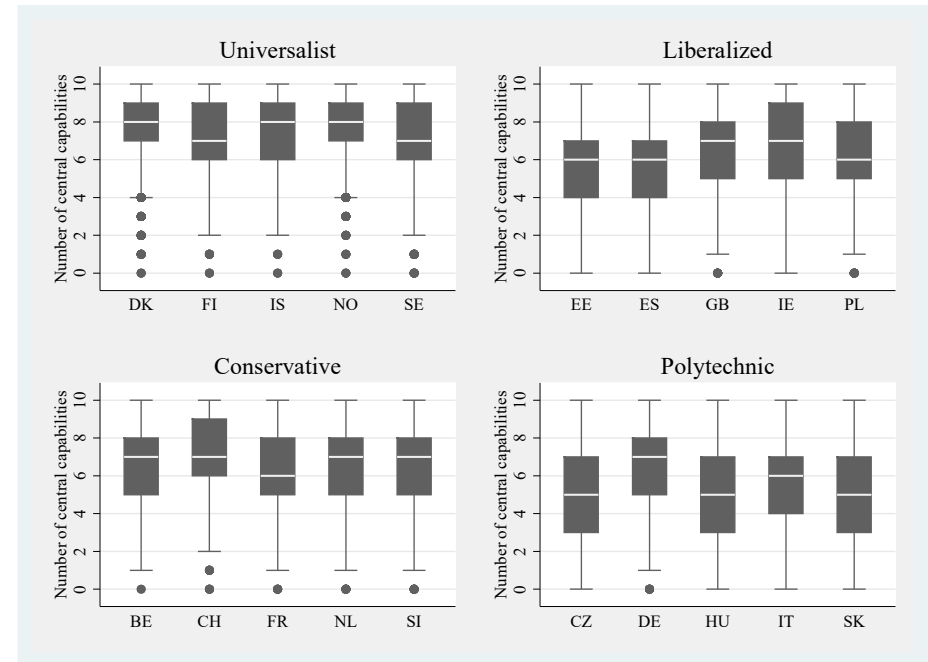 Universalist
Number of central capabilities
10
8
6
4
2
0
DK FI IS NO SE
Liberalized
Number of central capabilities
10
8
6
4
2
0
EE ES GB IE PL
Conservative
Number of central capabilities
10
8
6
4
2
0
BE CH FR NL SI
Polytechnic
Number of central capabilities
10
8
6
4
2
0
CZ DE HU IT SK